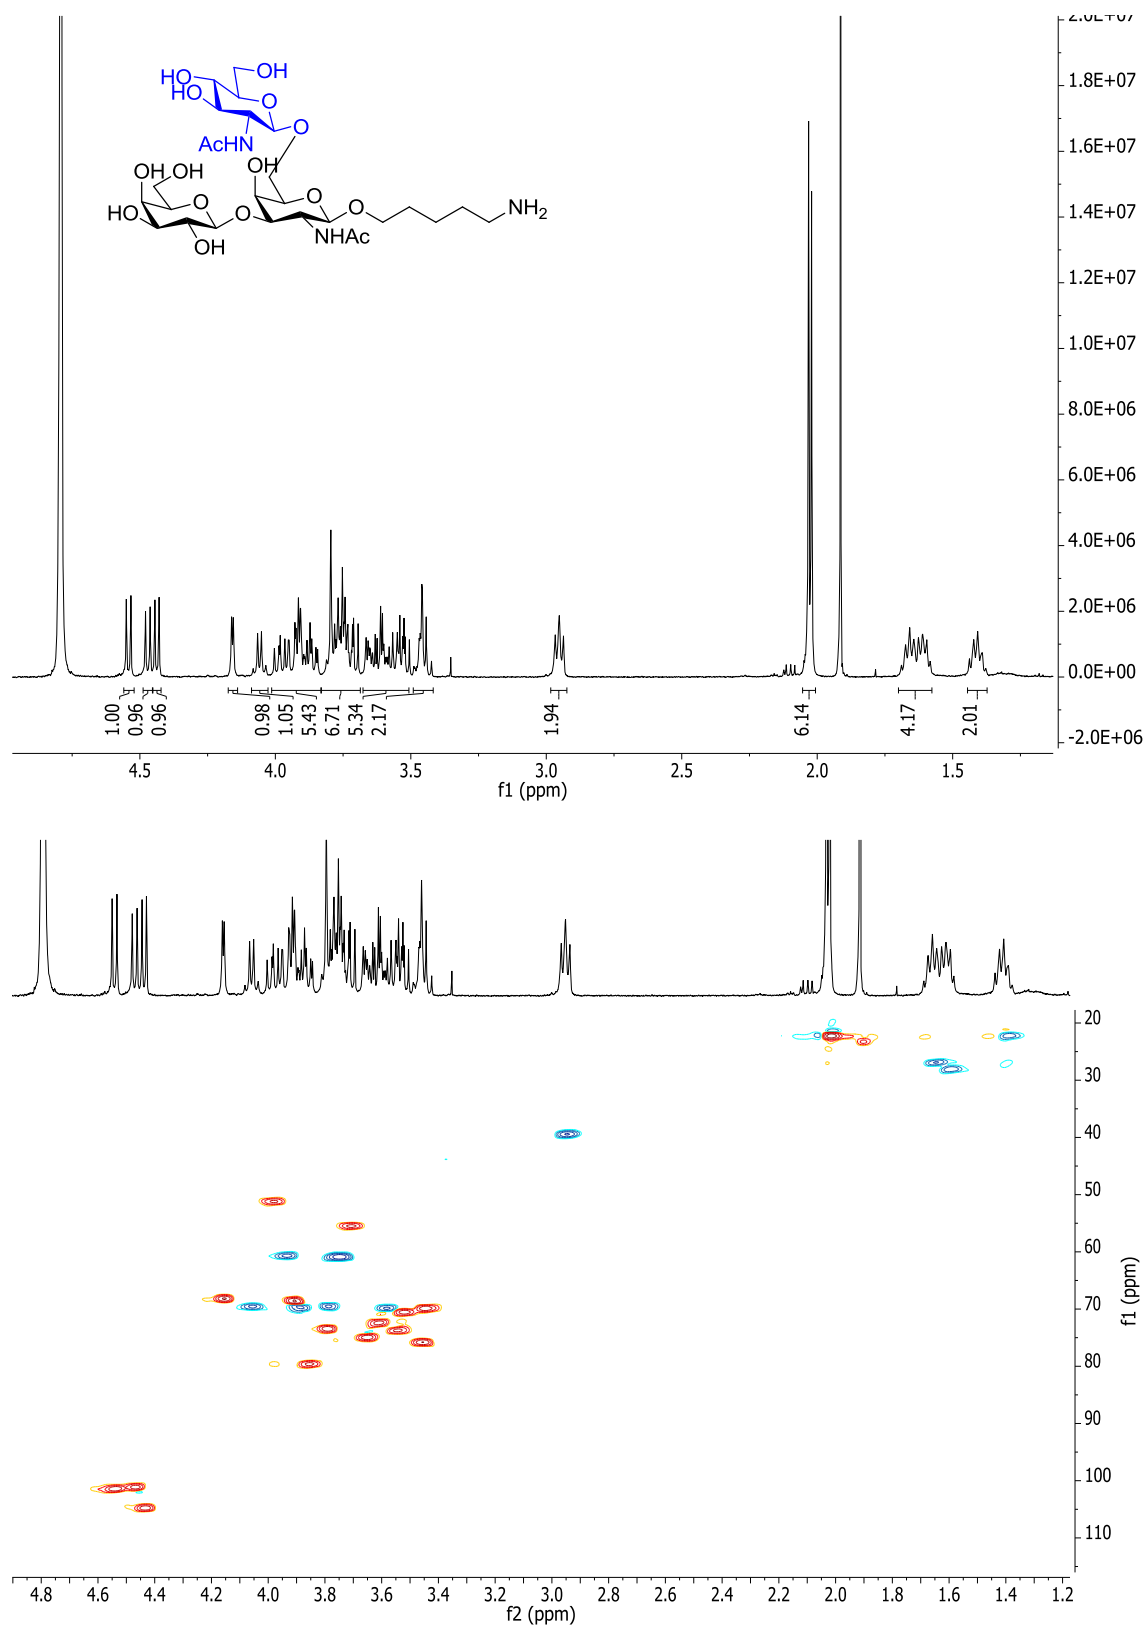 2.0E+07
1.8E+07
1.6E+07
1.4E+07
1.2E+07
1.0E+07
8.0E+06
6.0E+06
4.0E+06
2.0E+06
0.0E+00
-2.0E+06
OH
HO
HO
O
O
AcHN
OH
OH
OH
O
O
O
NH2
HO
O
NHAc
OH
1.00
0.96
0.96
0.98
1.05
5.43
6.71
5.34
2.17
1.94
6.14
4.17
2.01
4.5 4.0 3.5 3.0 2.5 2.0 1.5
f1 (ppm)
20
30
40
50
60
70
80
90
100
110
f1 (ppm)
4.8 4.6 4.4 4.2 4.0 3.8 3.6 3.4 3.2 3.0 2.8 2.6 2.4 2.2 2.0 1.8 1.6 1.4 1.2
f2 (ppm)